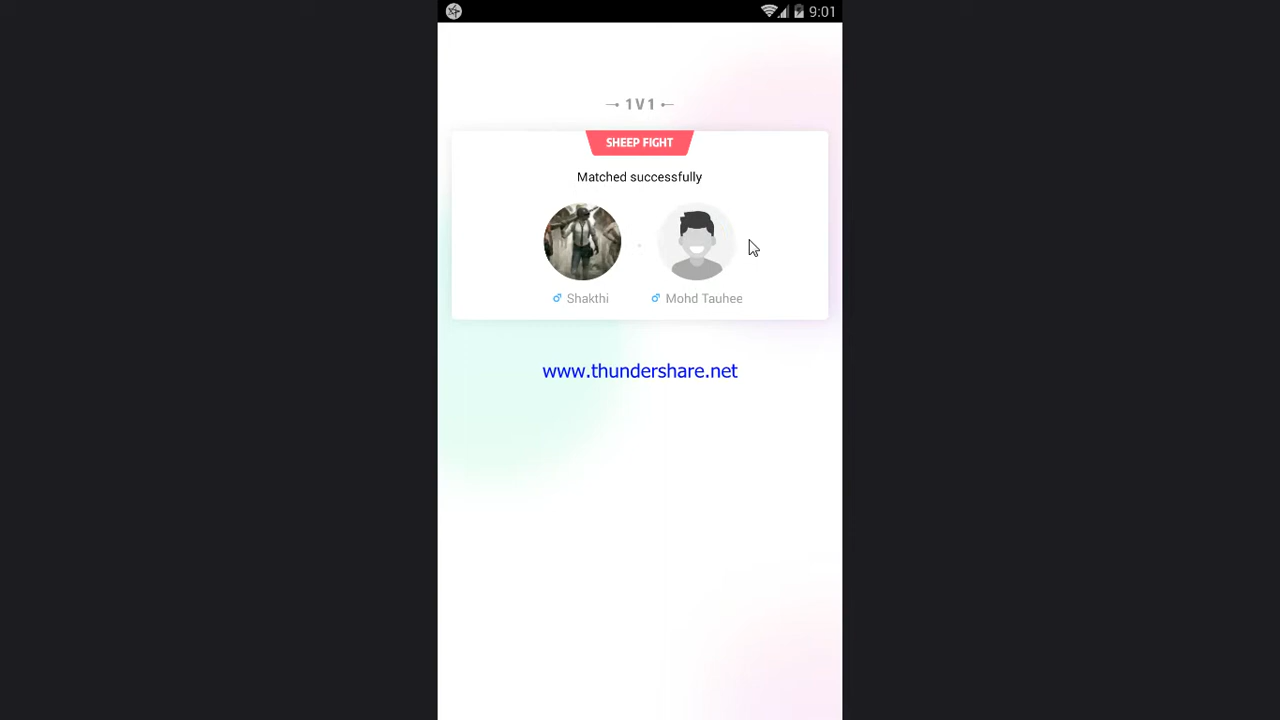 9:01
1V1
SHEEP FIGHT
Matched successfully
Shakthi
Mohd Tauhee
www.thundershare.net